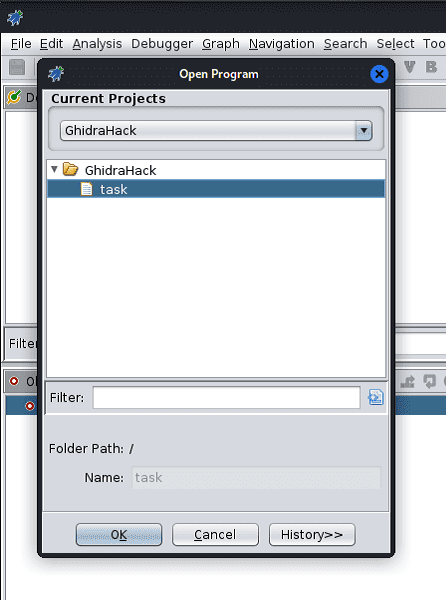 File Edit Analysis Debugger Graph Navigation Search Select Too
V B
Open Program
Current Projects
GhidraHack
GhidraHack
task
Filter:
Filter
Folder Path: /
Name: task
OK Cancel History>>